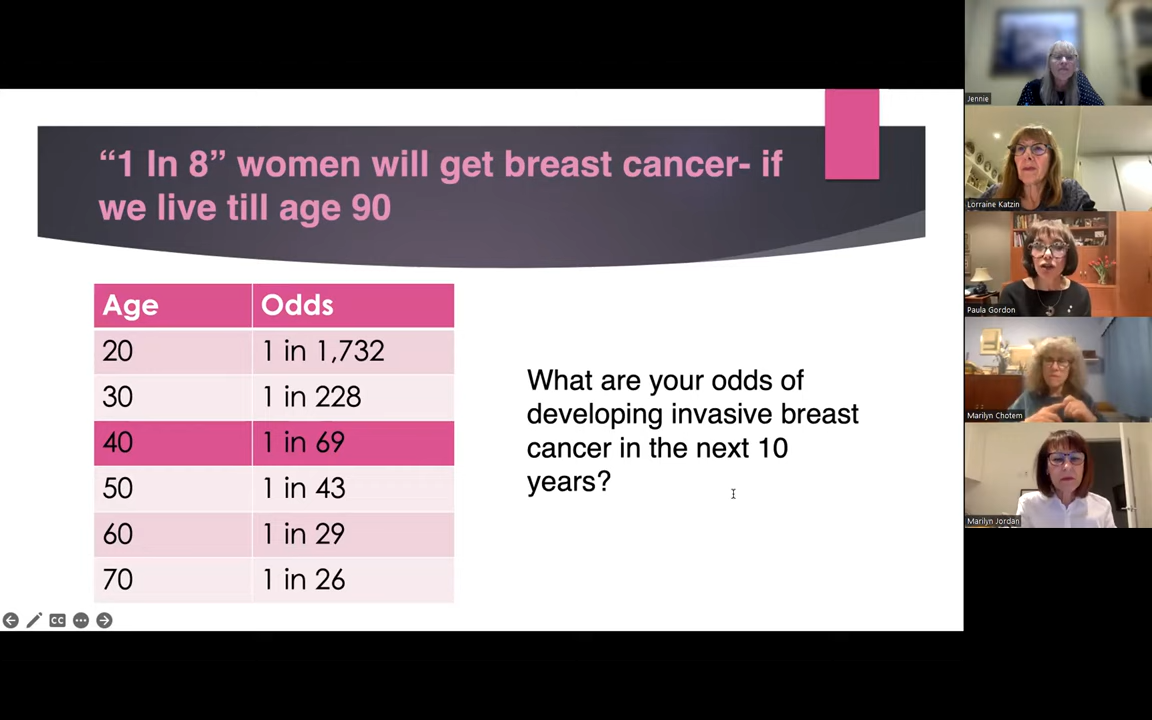 “1 In 8” women will get breast cancer- if
we live till age 90
Age Odds
20 1 in 1,732
30 1 in 228
40 1 in 69
50 1 in 43
60 1 in 29
70 1 in 26
What are your odds of
developing invasive breast
cancer in the next 10
years?
CC
Jennie
Lorraine Katzin
Paula Gordon
Marilyn Chotem
Marilyn Jordan